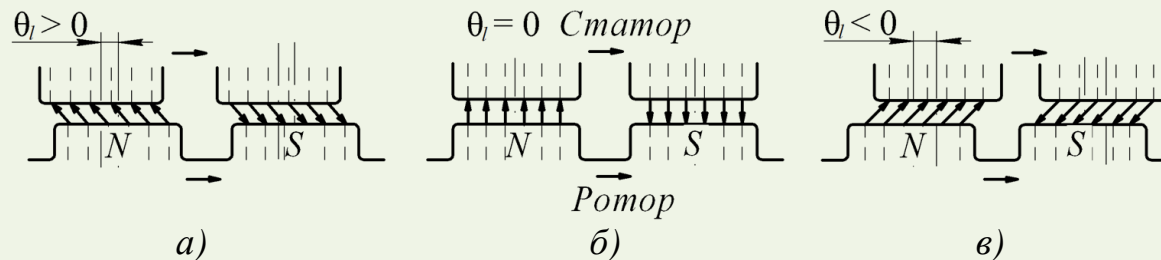 θₗ > 0
θₗ = 0 Статор
θₗ < 0
N S
N S
N S
Ротор
а)
б)
в)